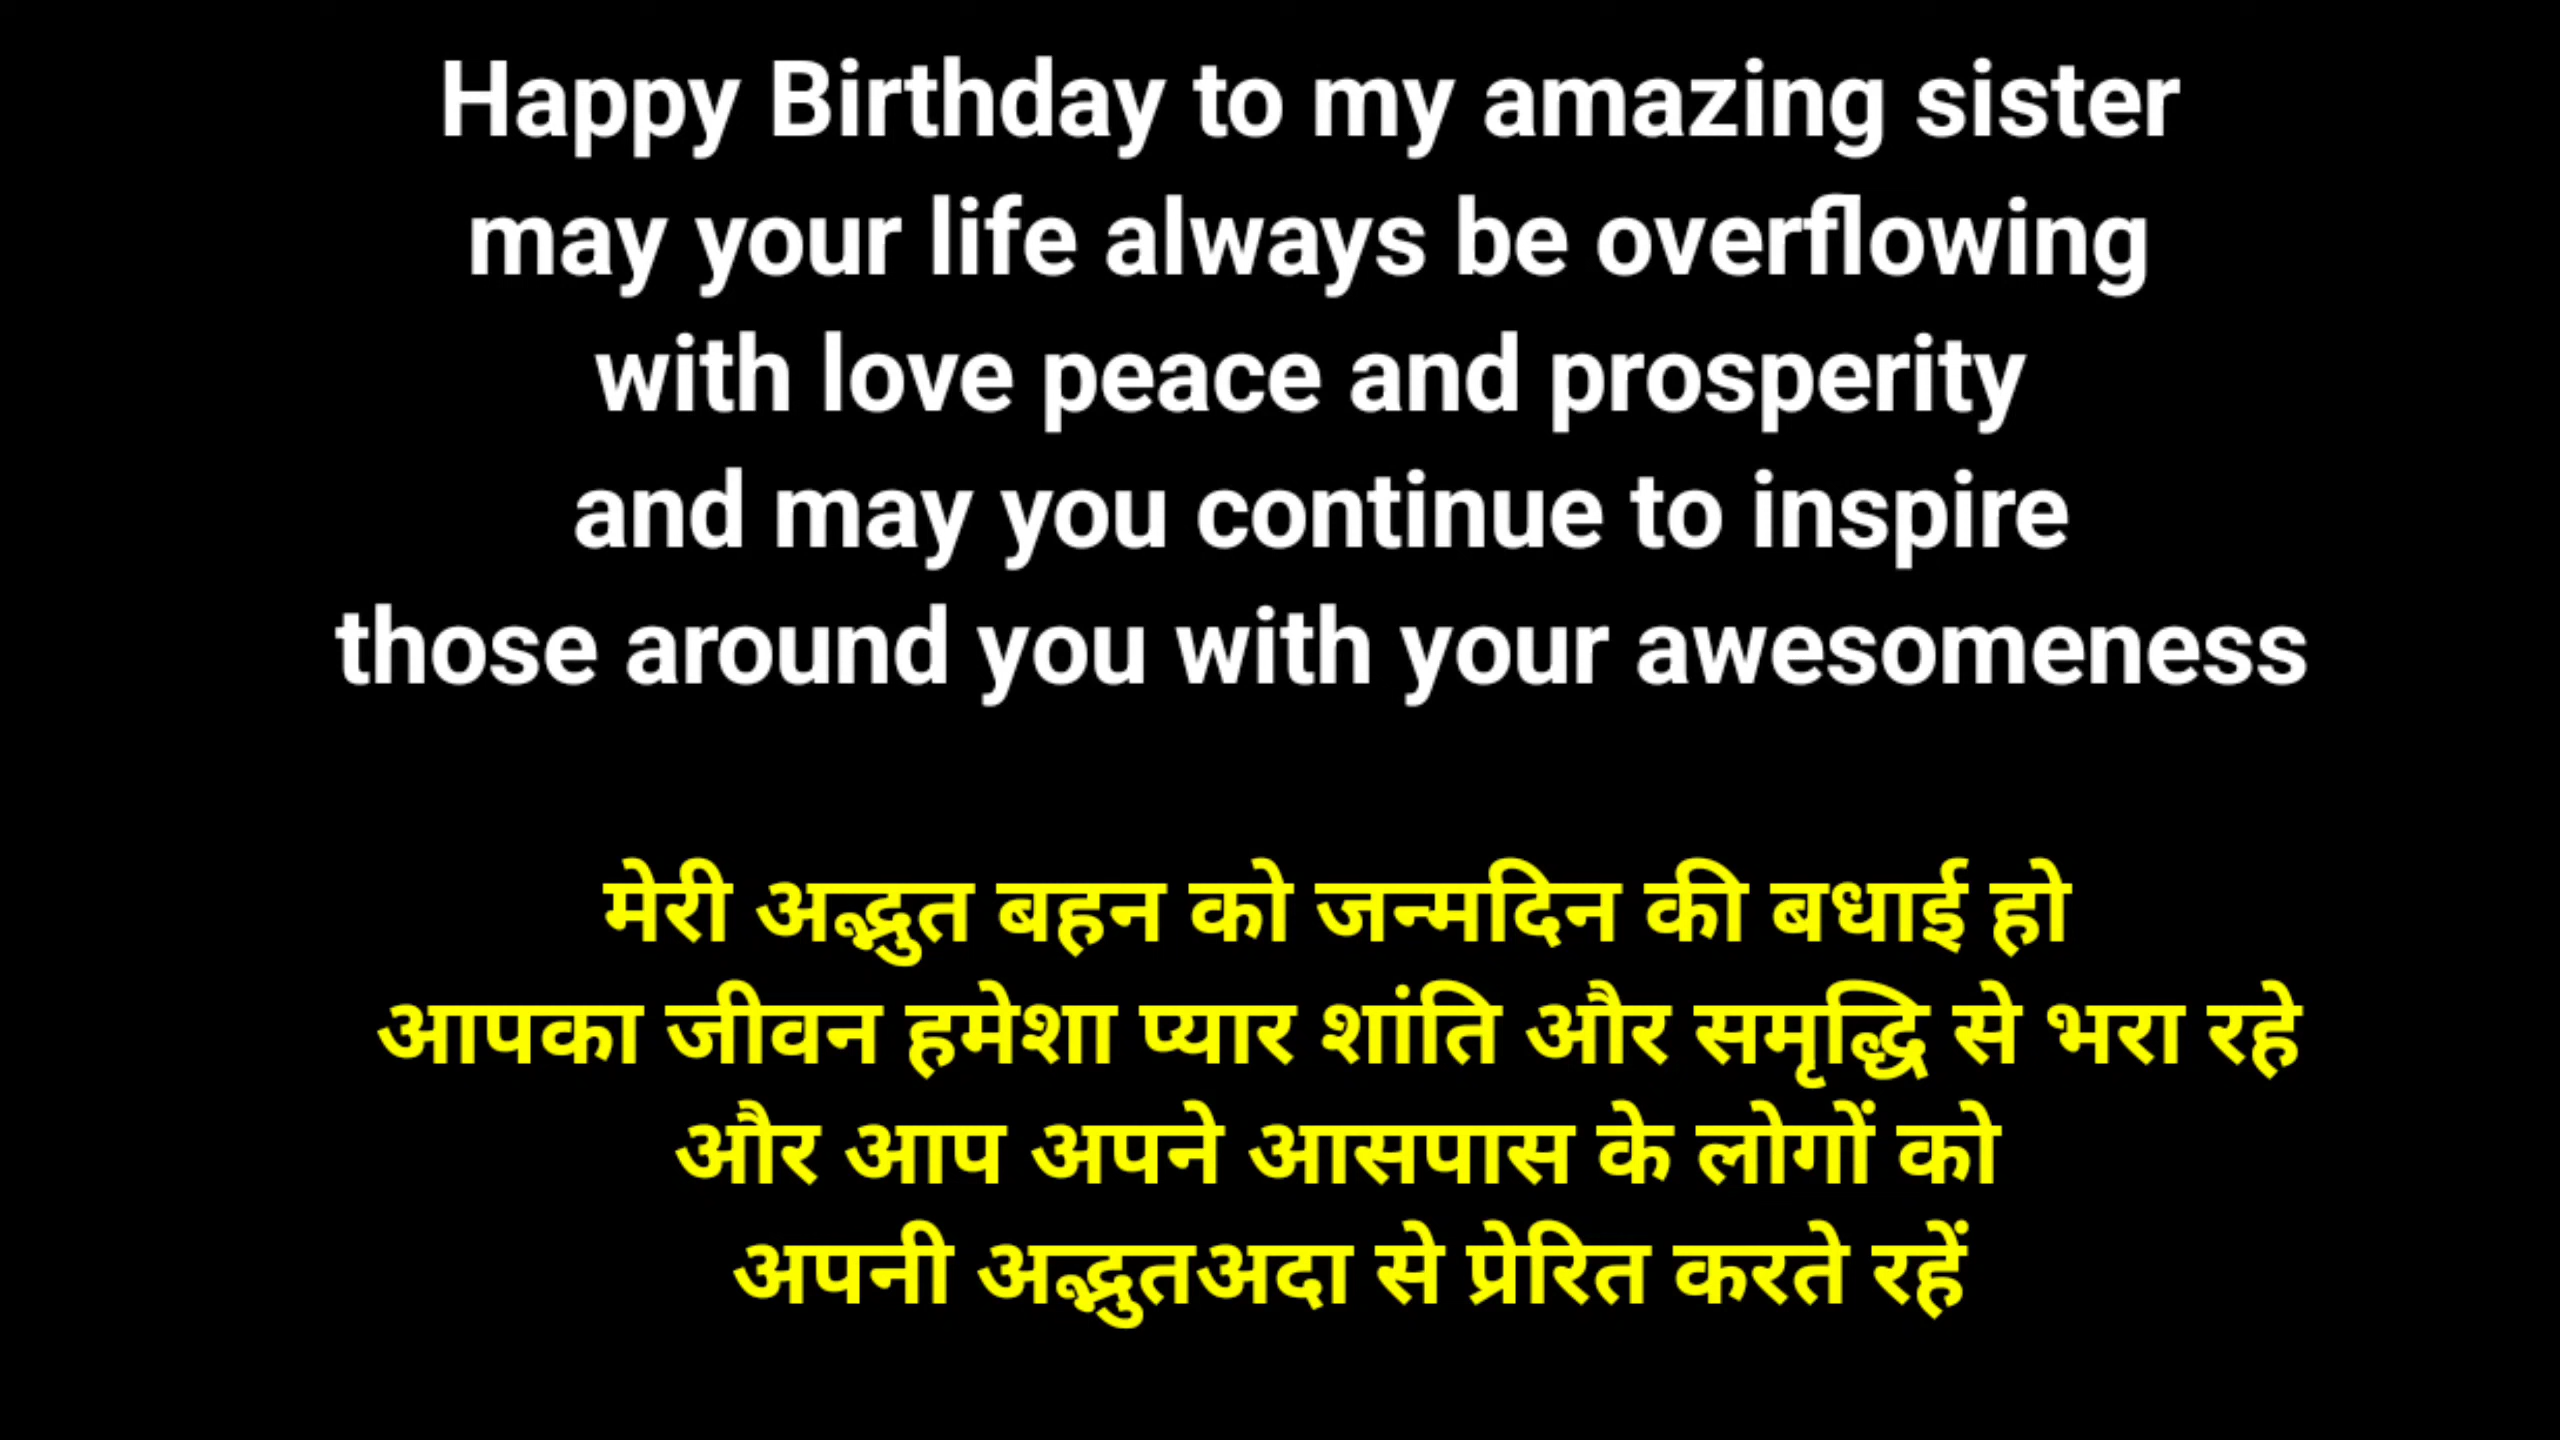 Happy Birthday to my amazing sister
may your life always be overflowing
with love peace and prosperity
and may you continue to inspire
those around you with your awesomeness
मेरी अद्भुत बहन को जन्मदिन की बधाई हो
आपका जीवन हमेशा प्यार शांति और समृद्धि से भरा रहे
और आप अपने आसपास के लोगों को
अपनी अद्भुतअदा से प्रेरित करते रहें